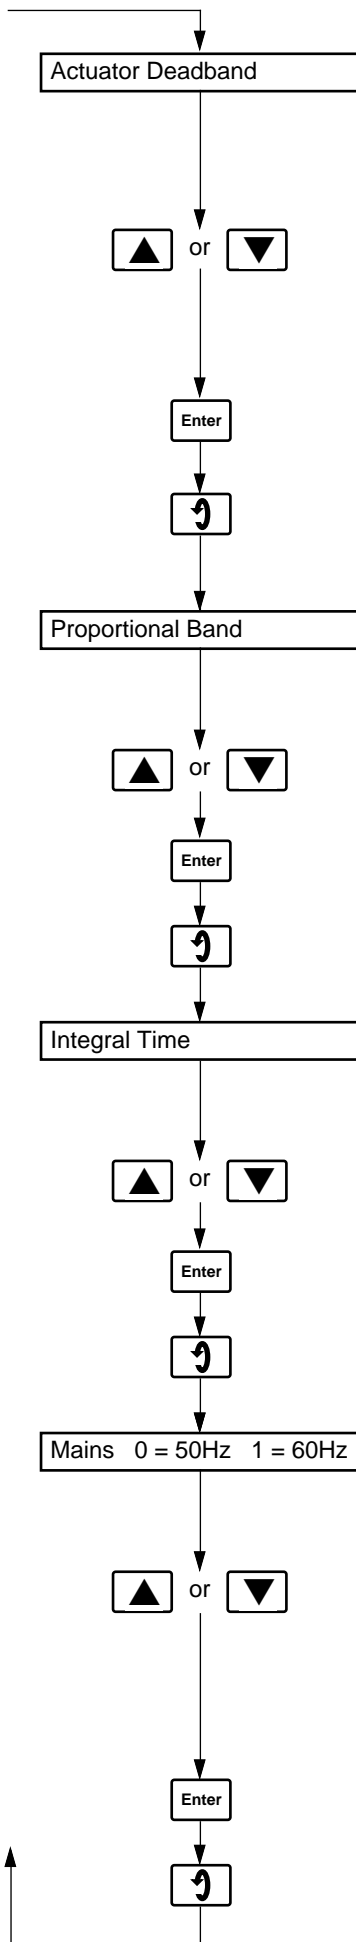 Actuator Deadband
or
Enter
Proportional Band
or
Enter
Integral Time
or
Enter
Mains 0 = 50Hz 1 = 60Hz
or
Enter